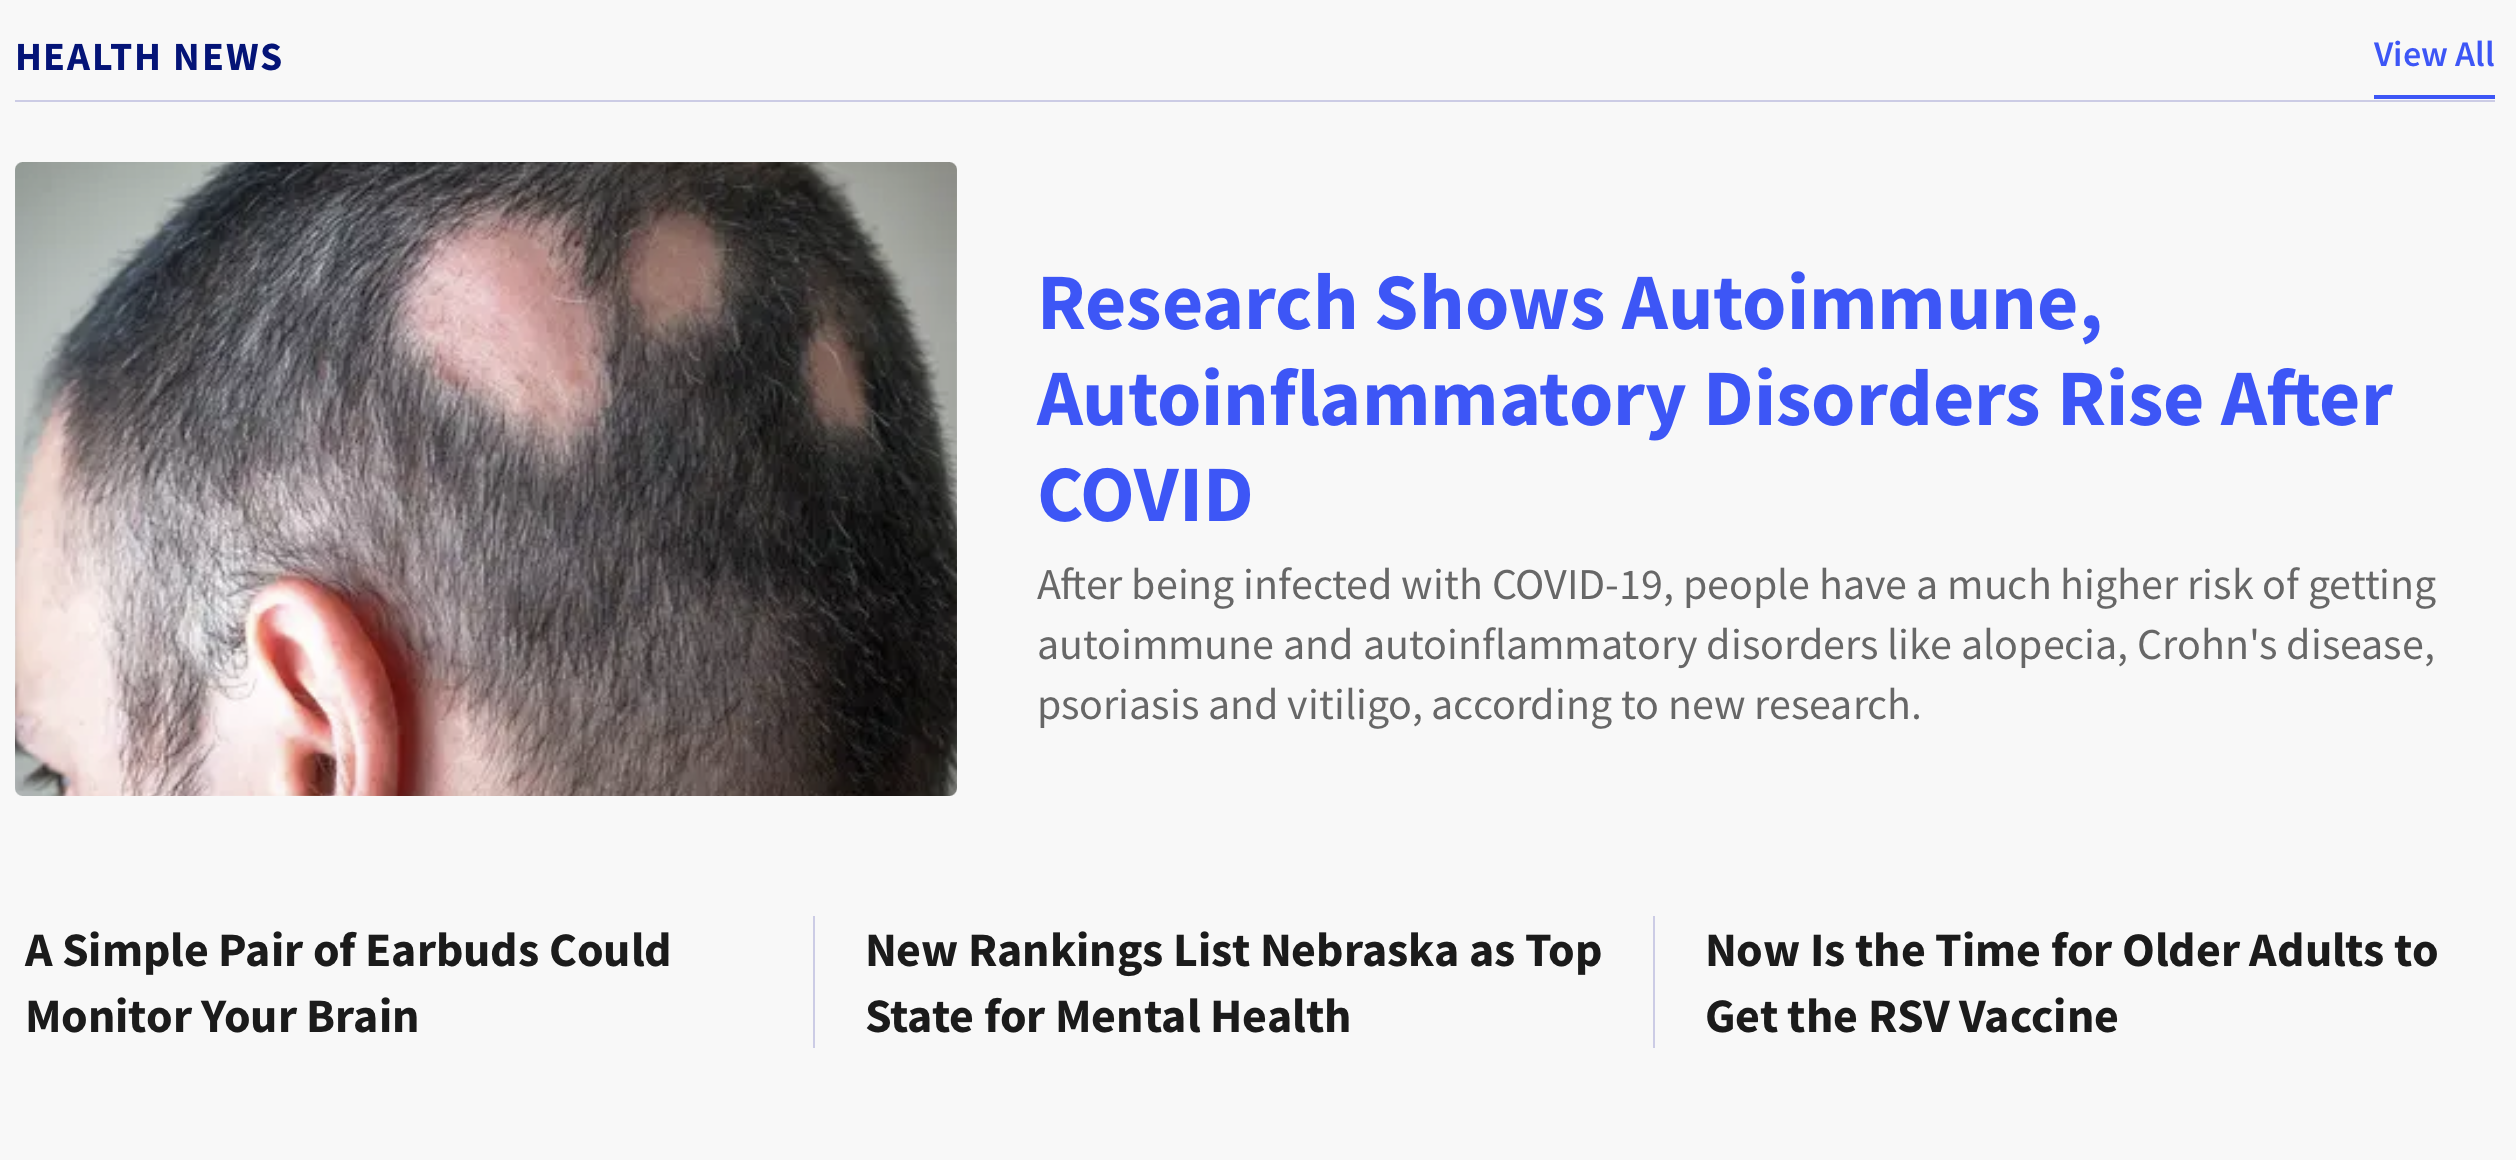 HEALTH NEWS
View All
Research Shows Autoimmune,
Autoinflammatory Disorders Rise After
COVID
After being infected with COVID-19, people have a much higher risk of getting
autoimmune and autoinflammatory disorders like alopecia, Crohn's disease,
psoriasis and vitiligo, according to new research.
A Simple Pair of Earbuds Could
Monitor Your Brain
New Rankings List Nebraska as Top
State for Mental Health
Now Is the Time for Older Adults to
Get the RSV Vaccine